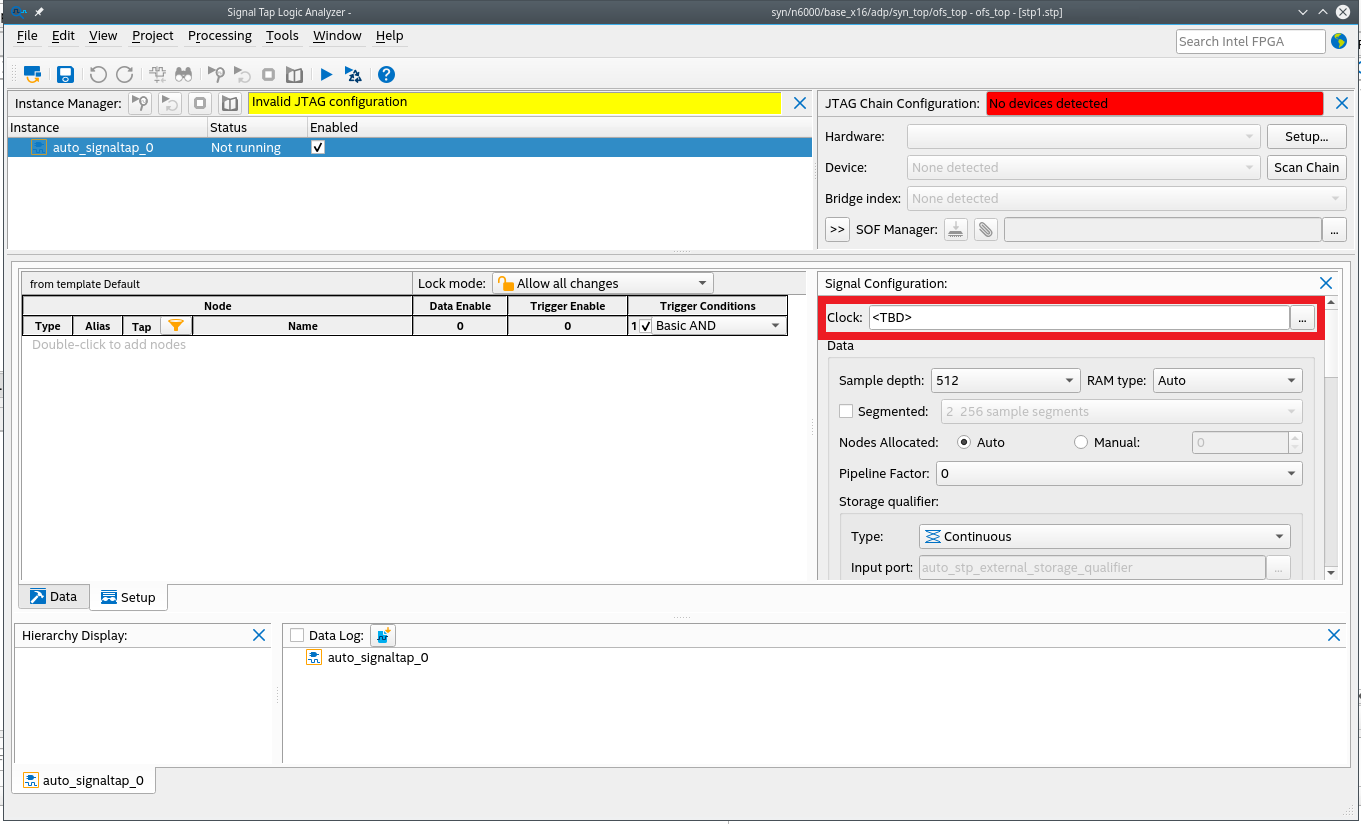 Signal Tap Logic Analyzer - syn/n6000/base_x16/adp/syn_top/ofs_top - ofs_top - [stp1.stp]
File Edit View Project Processing Tools Window Help
Search Intel FPGA
Instance Manager: Invalid JTAG configuration
Instance Status Enabled
auto_signaltap_0 Not running
JTAG Chain Configuration: No devices detected
Hardware: Setup...
Device: None detected Scan Chain
Bridge index: None detected
>> SOF Manager: ...
from template Default Lock mode: Allow all changes
Node Data Enable Trigger Enable Trigger Conditions
Type Alias Tap Name 0 0 1 Basic AND
Double-click to add nodes
Signal Configuration:
Clock: <TBD> ...
Data
Sample depth: 512 RAM type: Auto
Segmented: 2 256 sample segments
Nodes Allocated: Auto Manual: 0
Pipeline Factor: 0
Storage qualifier:
Type: Continuous
Input port: auto_stp_external_storage_qualifier ...
Data Setup
Hierarchy Display:
Data Log:
auto_signaltap_0
auto_signaltap_0